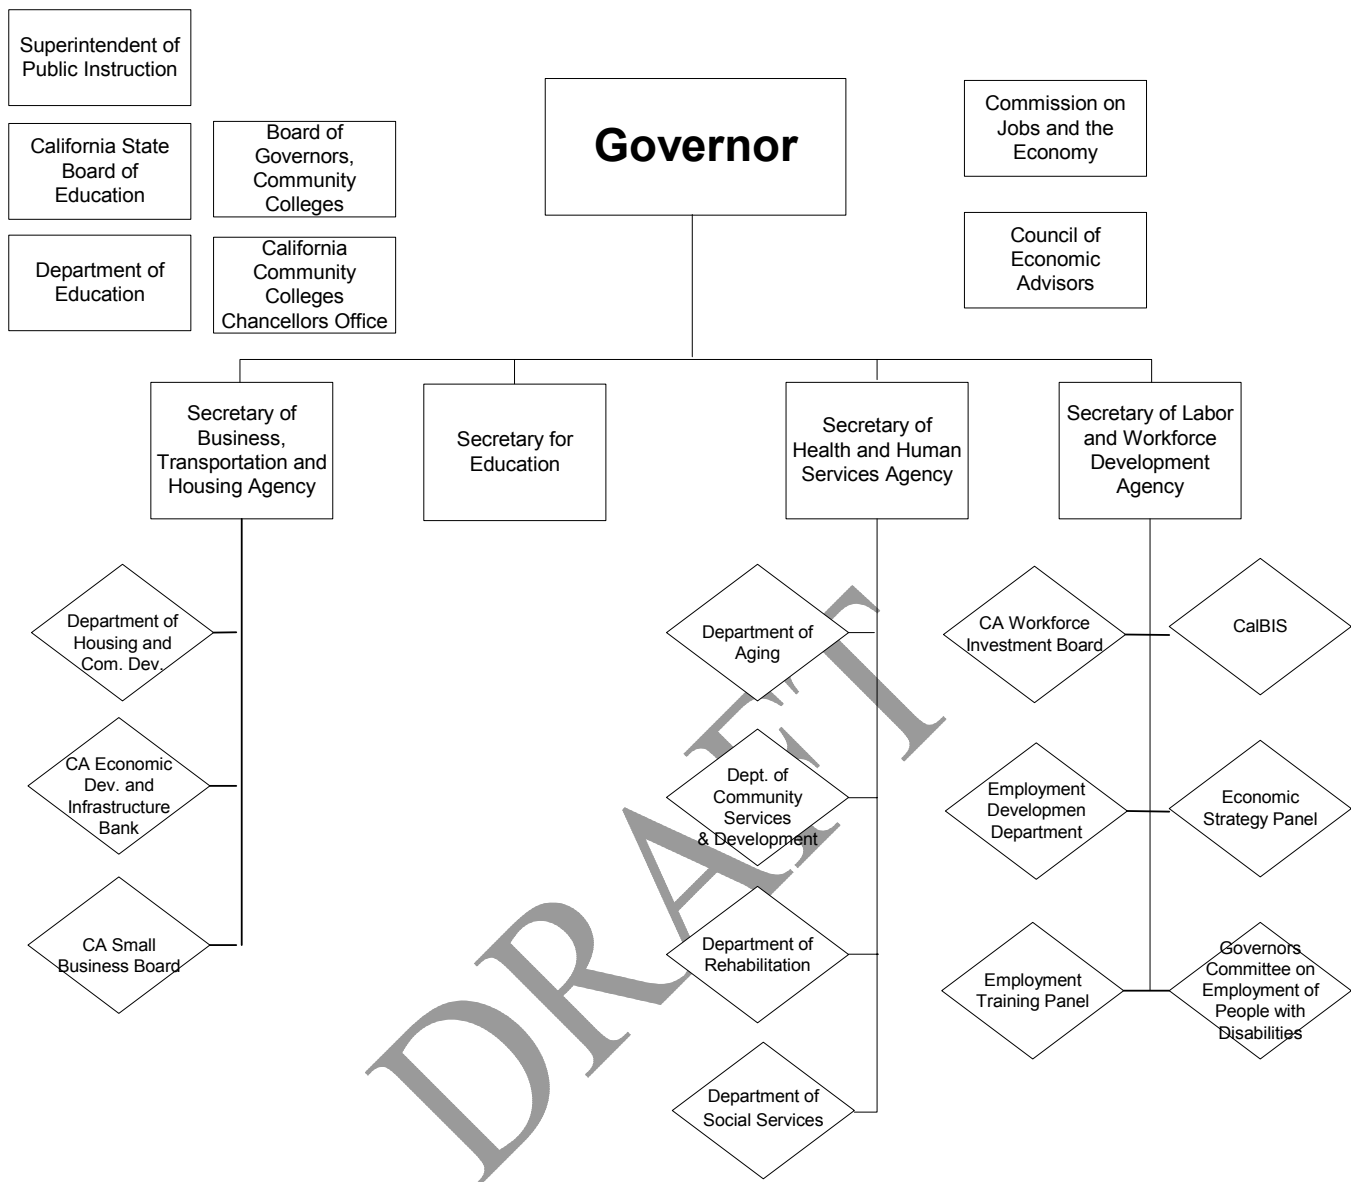 Superintendent of
Public Instruction
California State
Board of
Education
Board of
Governors,
Community
Colleges
Department of
Education
California
Community
Colleges
Chancellors Office
Governor
Commission on
Jobs and the
Economy
Council of
Economic
Advisors
Secretary of
Business,
Transportation and
Housing Agency
Secretary for
Education
Secretary of
Health and Human
Services Agency
Secretary of Labor
and Workforce
Development
Agency
Department of
Housing and
Com. Dev.
CA Economic
Dev. and
Infrastructure
Bank
CA Small
Business Board
Department of
Aging
Dept. of
Community
Services
& Development
Department of
Rehabilitation
Department of
Social Services
CA Workforce
Investment Board
CalBIS
Employment
Developmen
Department
Economic
Strategy Panel
Employment
Training Panel
Governors
Committee on
Employment of
People with
Disabilities
DRAFT